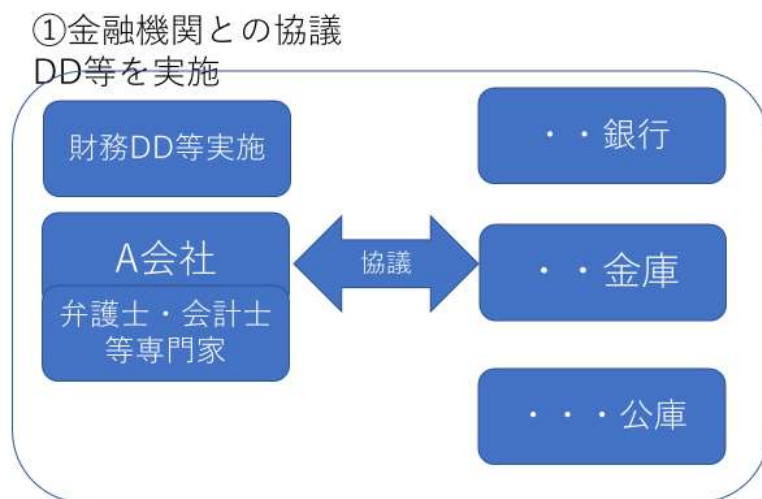 ①金融機関との協議
DD等を実施
財務DD等実施
A会社
弁護士・会計士
等専門家
協議
・・銀行
・・金庫
・・・公庫